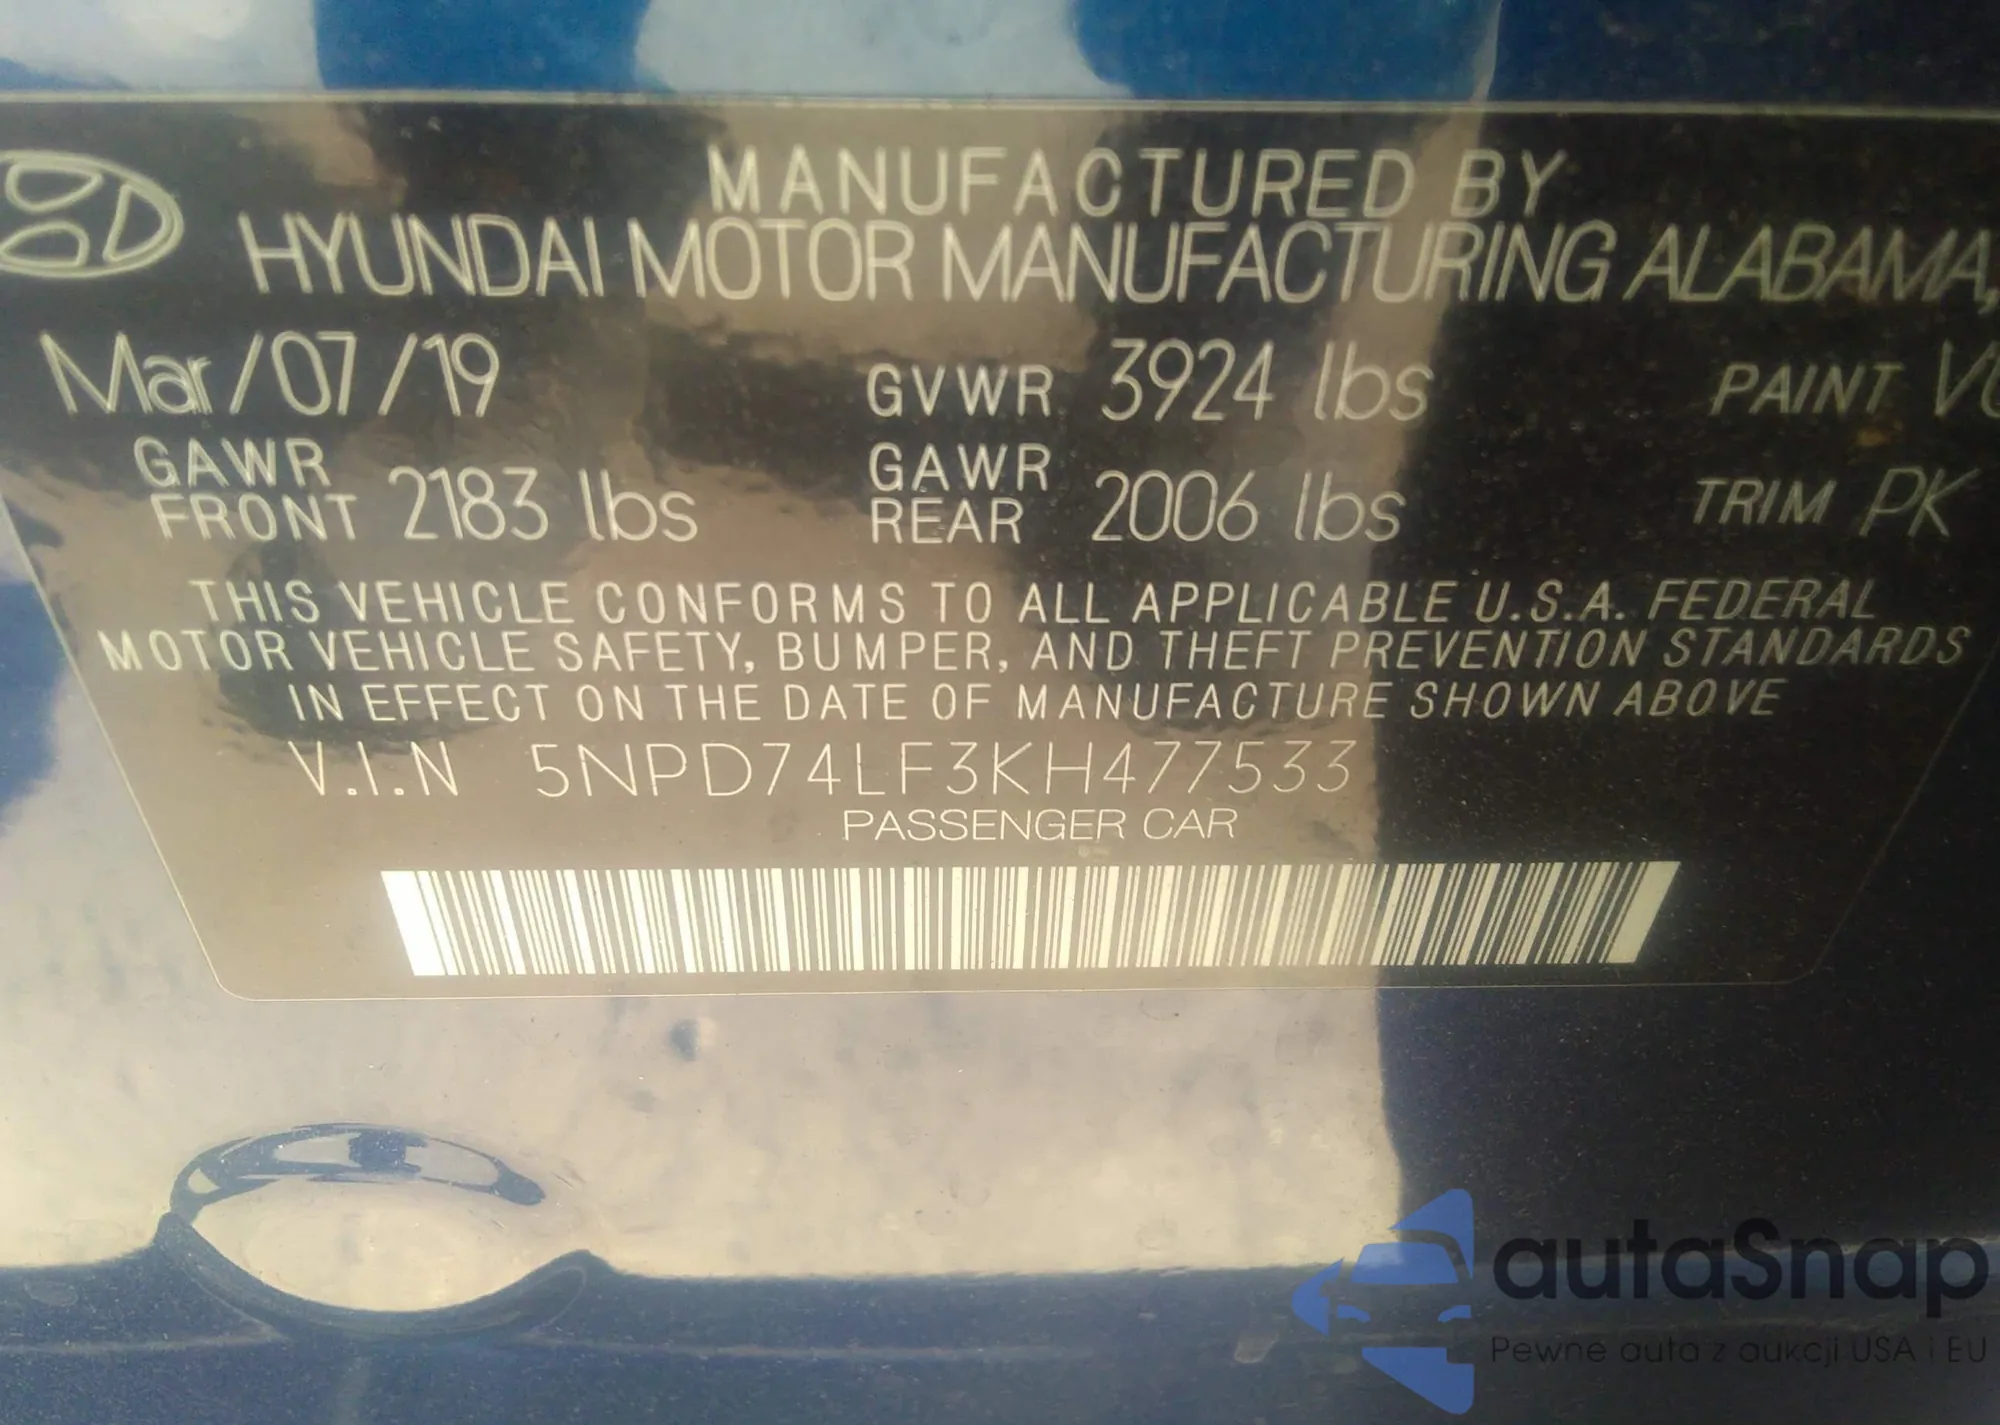 MANUFACTURED BY
HYUNDAI MOTOR MANUFACTURING ALABAMA,
Mar/07/19 GVWR 3924 lbs PAINT
GAWR FRONT 2183 lbs GAWR REAR 2006 lbs TRIM PK
THIS VEHICLE CONFORMS TO ALL APPLICABLE U.S.A. FEDERAL
MOTOR VEHICLE SAFETY, BUMPER, AND THEFT PREVENTION STANDARDS
IN EFFECT ON THE DATE OF MANUFACTURE SHOWN ABOVE
V.I.N 5NPD74LF3KH477533
PASSENGER CAR
autaSnap
Pewne auta z aukcji USA i EU